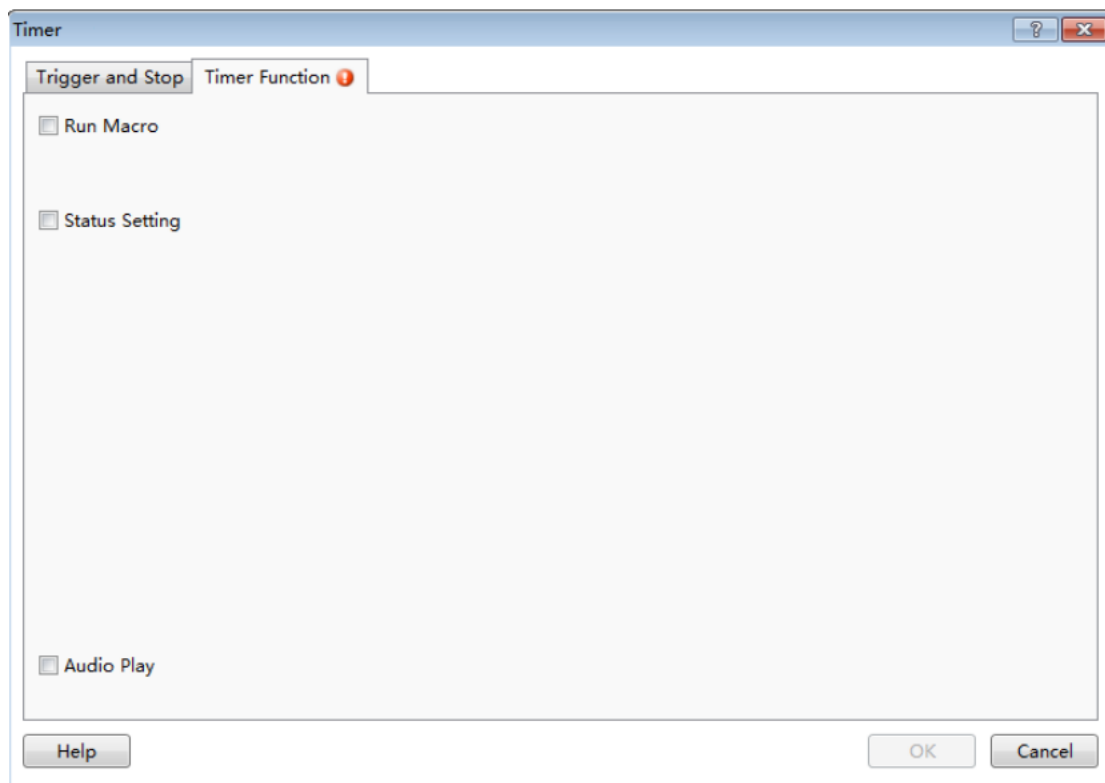 Timer
Trigger and Stop Timer Function
Run Macro
Status Setting
Audio Play
Help OK Cancel